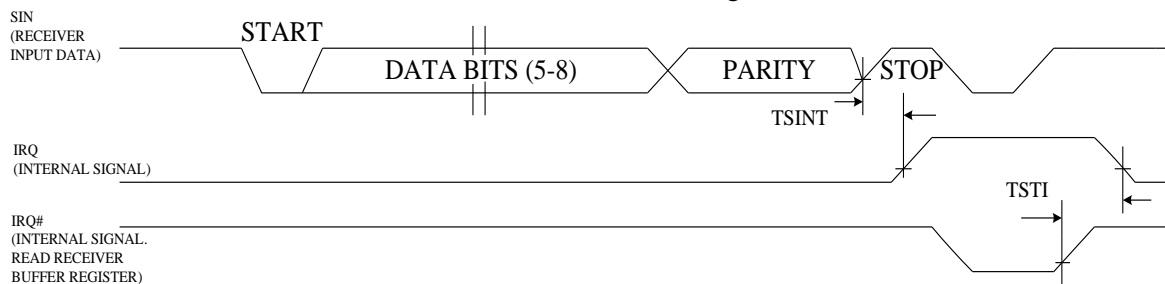 SIN
(RECEIVER
INPUT DATA)
START
DATA BITS (5-8)
PARITY
STOP
TSINT
IRQ
(INTERNAL SIGNAL)
TSTI
IRQ#
(INTERNAL SIGNAL.
READ RECEIVER
BUFFER REGISTER)